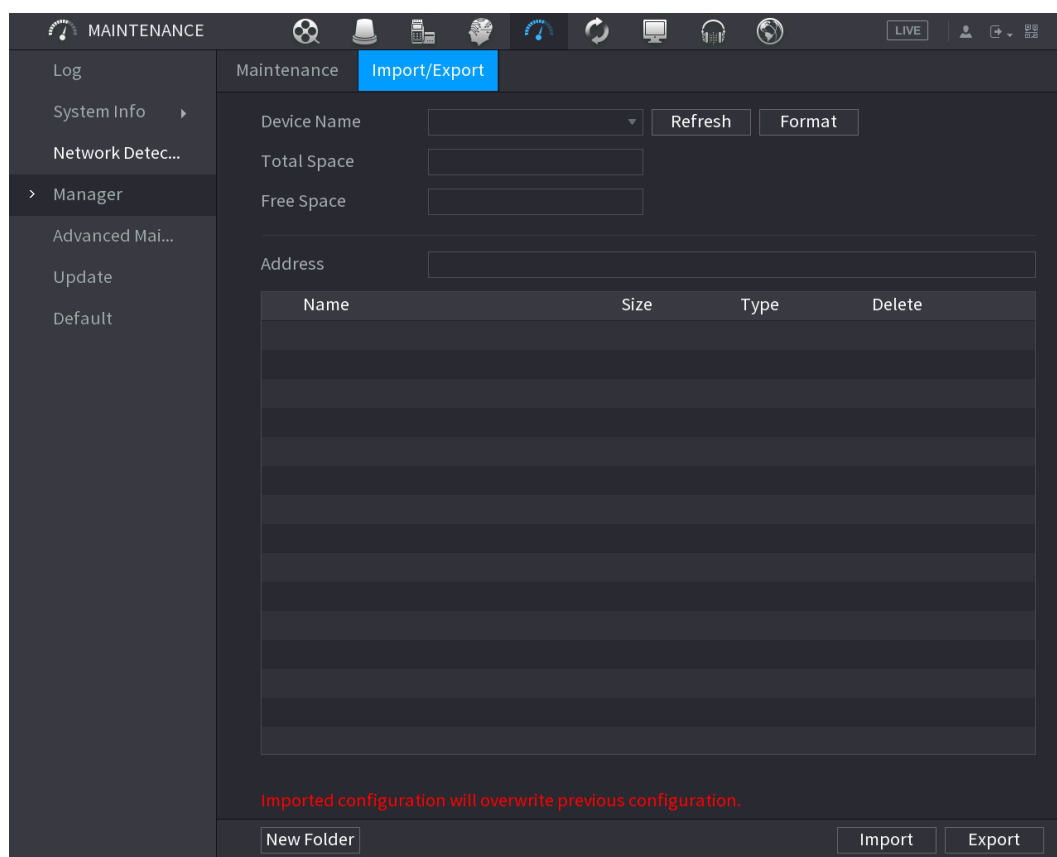 MAINTENANCE
LIVE
Log
System Info
Network Detec...
Manager
Advanced Mai...
Update
Default
Maintenance
Import/Export
Device Name
Refresh
Format
Total Space
Free Space
Address
Name Size Type Delete
Imported configuration will overwrite previous configuration.
New Folder
Import
Export